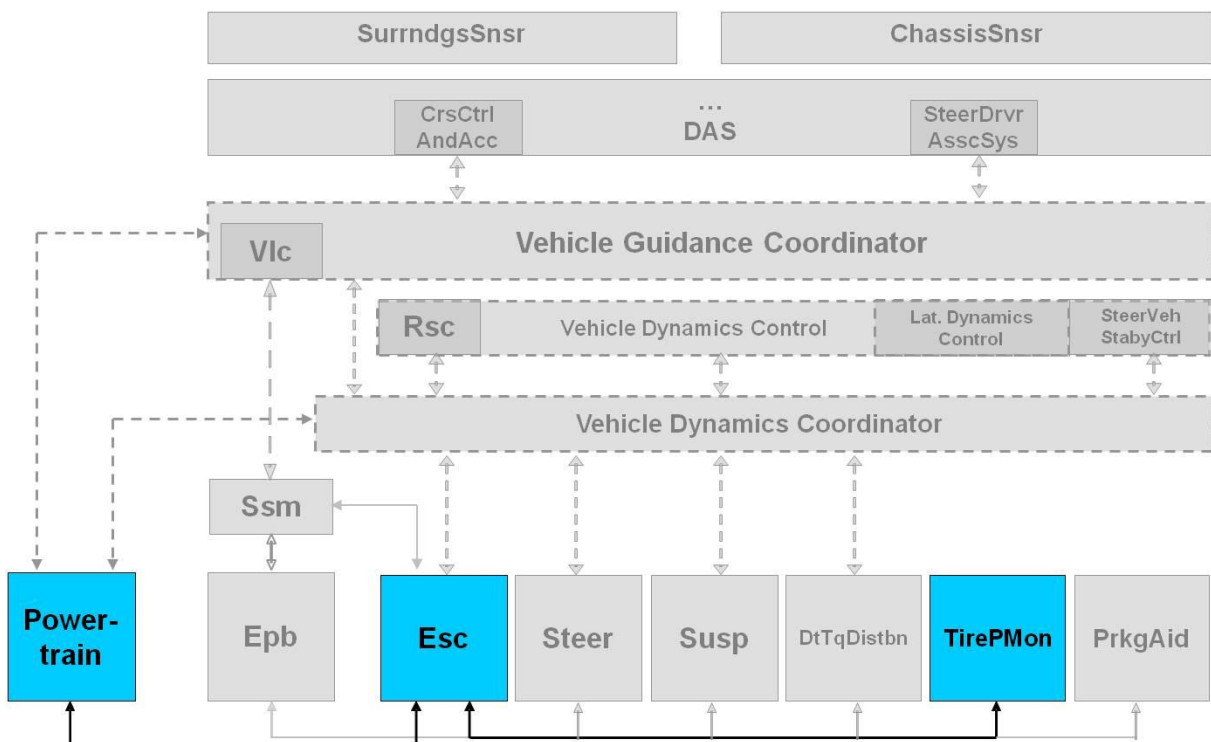 SurrndgsSnsr
ChassisSnsr
CrsCtrl
AndAcc
...
DAS
SteerDrvr
AsscSys
Vlc
Vehicle Guidance Coordinator
Rsc
Vehicle Dynamics Control
Lat. Dynamics
Control
SteerVeh
StabyCtrl
Vehicle Dynamics Coordinator
Ssm
Power-
train
Epb
Esc
Steer
Susp
DtTqDistbn
TirePMon
PrkgAid